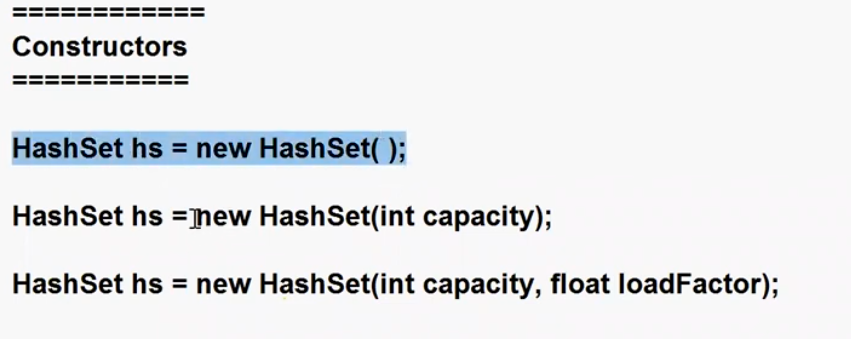 ============
Constructors
===========
HashSet hs = new HashSet( );
HashSet hs = new HashSet(int capacity);
HashSet hs = new HashSet(int capacity, float loadFactor);